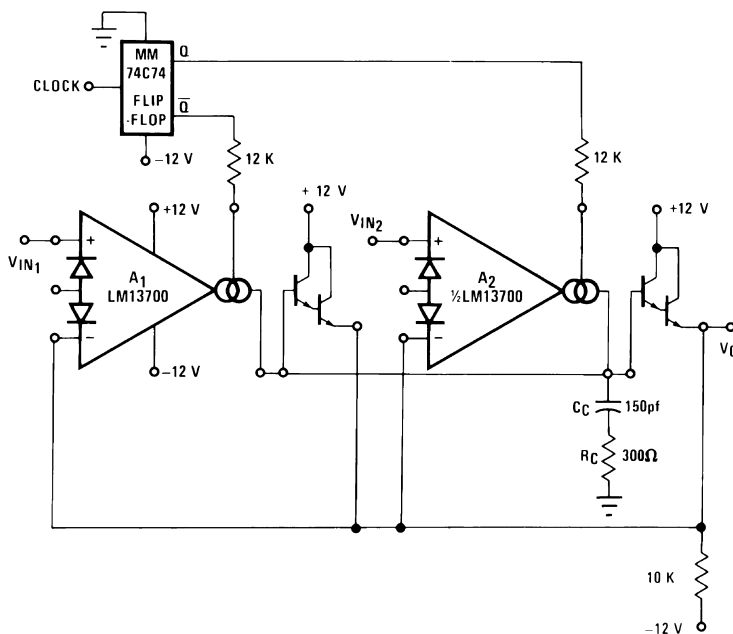 MM
74C74
FLIP
-FLOP
Q
Q̅
CLOCK
−12 V
12 K
12 K
+12 V
+ 12 V
+12 V
VIN1
VIN2
+
−
A1
LM13700
+
−
A2
½LM13700
−12 V
VO
CC
150pf
RC
300Ω
10 K
−12 V